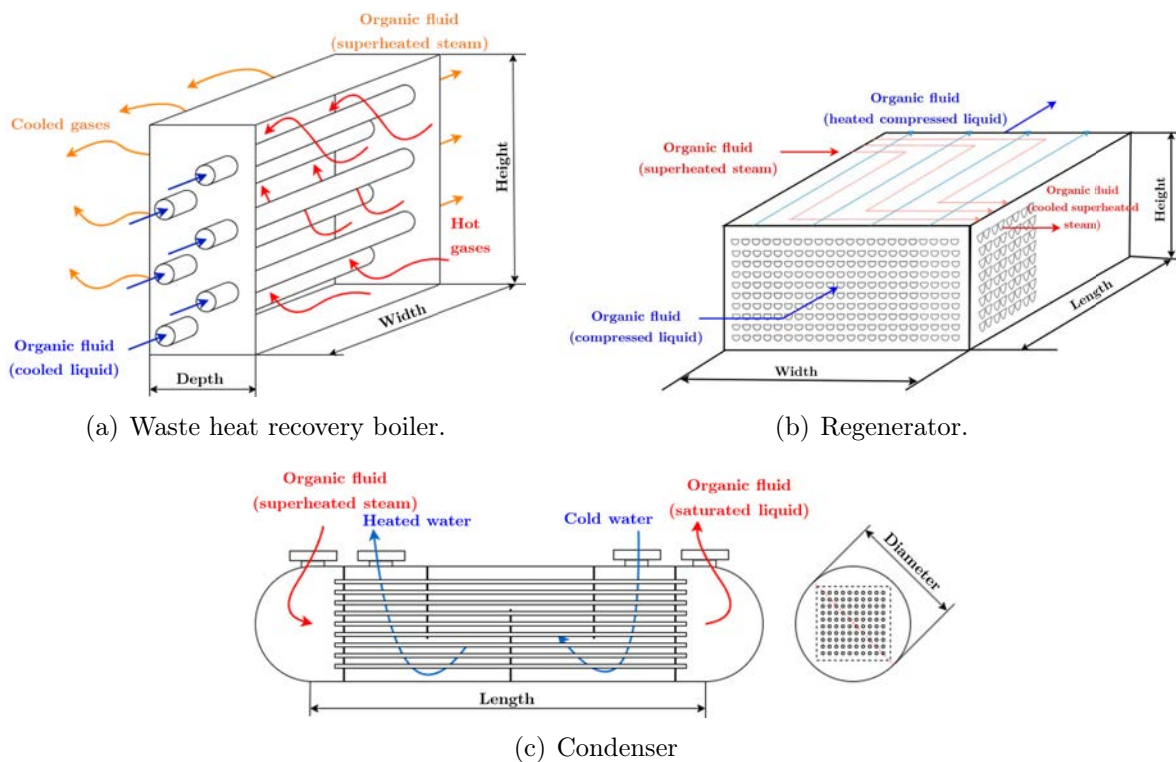 Organic fluid
(superheated steam)
Cooled gases
Height
Hot
gases
Width
Organic fluid
(cooled liquid)
Depth
(a) Waste heat recovery boiler.
Organic fluid
(heated compressed liquid)
Organic fluid
(superheated steam)
Organic fluid
(cooled superheated
steam)
Height
Length
Organic fluid
(compressed liquid)
Width
(b) Regenerator.
Organic fluid
(superheated steam)
Heated water
Cold water
Organic fluid
(saturated liquid)
Diameter
Length
(c) Condenser